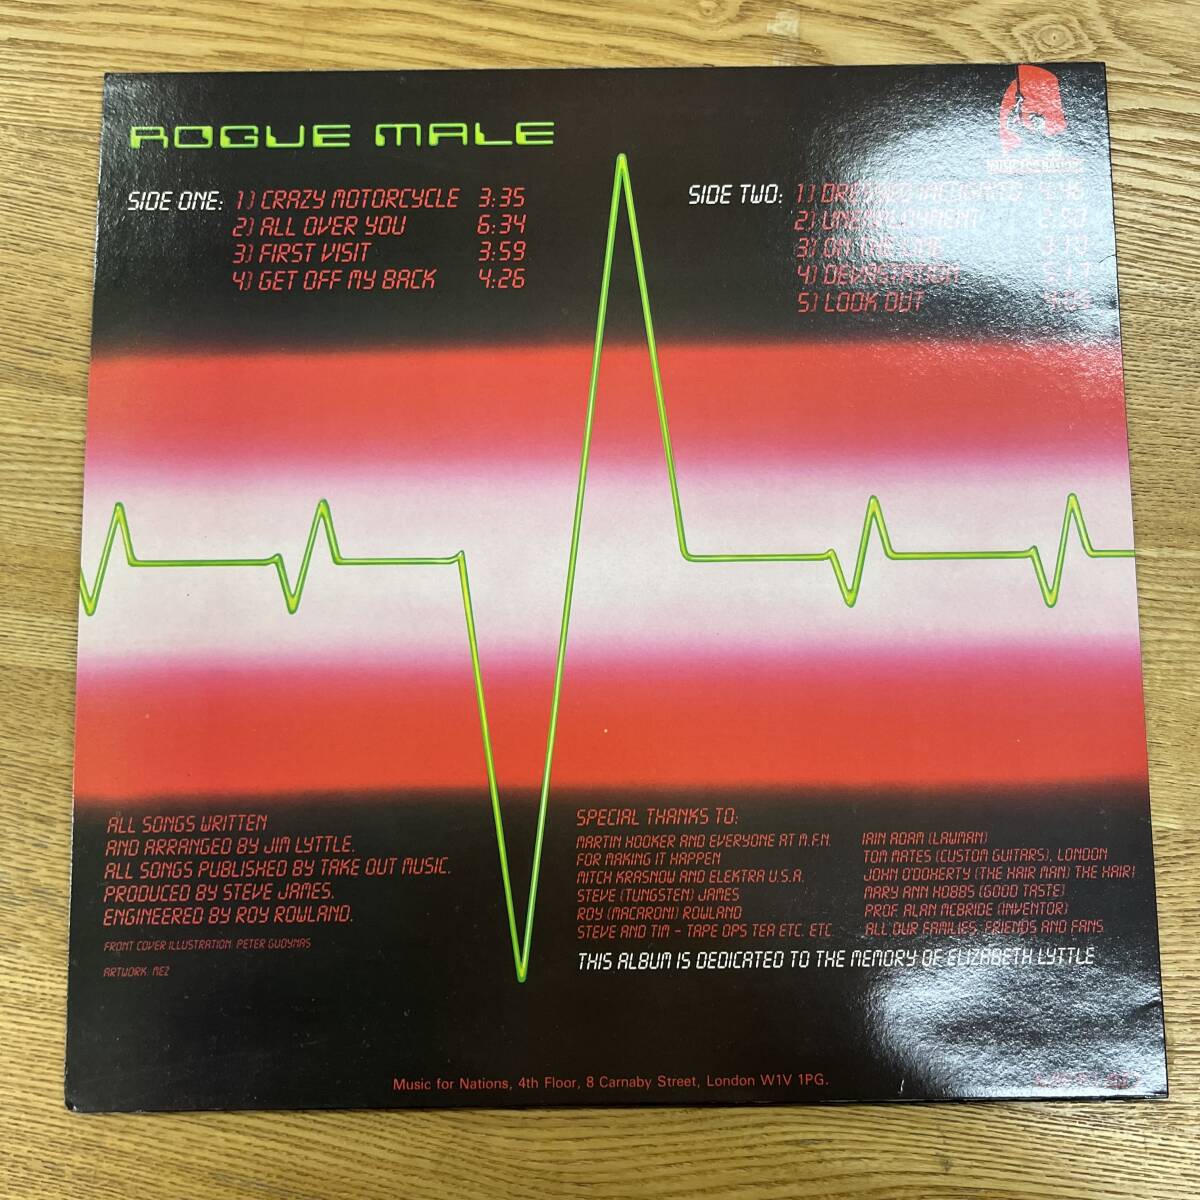 ROGUE MALE
SIDE ONE: 1) CRAZY MOTORCYCLE 3:35
2) ALL OVER YOU 6:34
3) FIRST VISIT 3:59
4) GET OFF MY BACK 4:26
SIDE TWO: 1)
2) UNEMPLOYMENT
3) ON THE LINE
4) DEVASTATION
5) LOOK OUT
ALL SONGS WRITTEN
AND ARRANGED BY JIM LYTTLE.
ALL SONGS PUBLISHED BY TAKE OUT MUSIC.
PRODUCED BY STEVE JAMES.
ENGINEERED BY ROY ROWLAND.
FRONT COVER ILLUSTRATION PETER GUDYNAS
ARTWORK MEZ
SPECIAL THANKS TO:
MARTIN HOOKER AND EVERYONE AT M.F.N.
FOR MAKING IT HAPPEN
MITCH KRASNOW AND ELEKTRA U.S.A.
STEVE (TUNGSTEN) JAMES
ROY (MACARONI) ROWLAND
STEVE AND TIM - TAPE OPS TEA ETC. ETC
IAIN ADAM (LAWMAN)
TOM MATES (CUSTOM GUITARS), LONDON
JOHN O'DOHERTY (THE HAIR MAN) THE HAIR!
MARY ANN HOBBS (GOOD TASTE)
PROF ALAN MCBRIDE (INVENTOR)
ALL OUR FAMILIES, FRIENDS AND FANS.
THIS ALBUM IS DEDICATED TO THE MEMORY OF ELIZABETH LYTTLE
Music for Nations, 4th Floor, 8 Carnaby Street, London W1V 1PG.